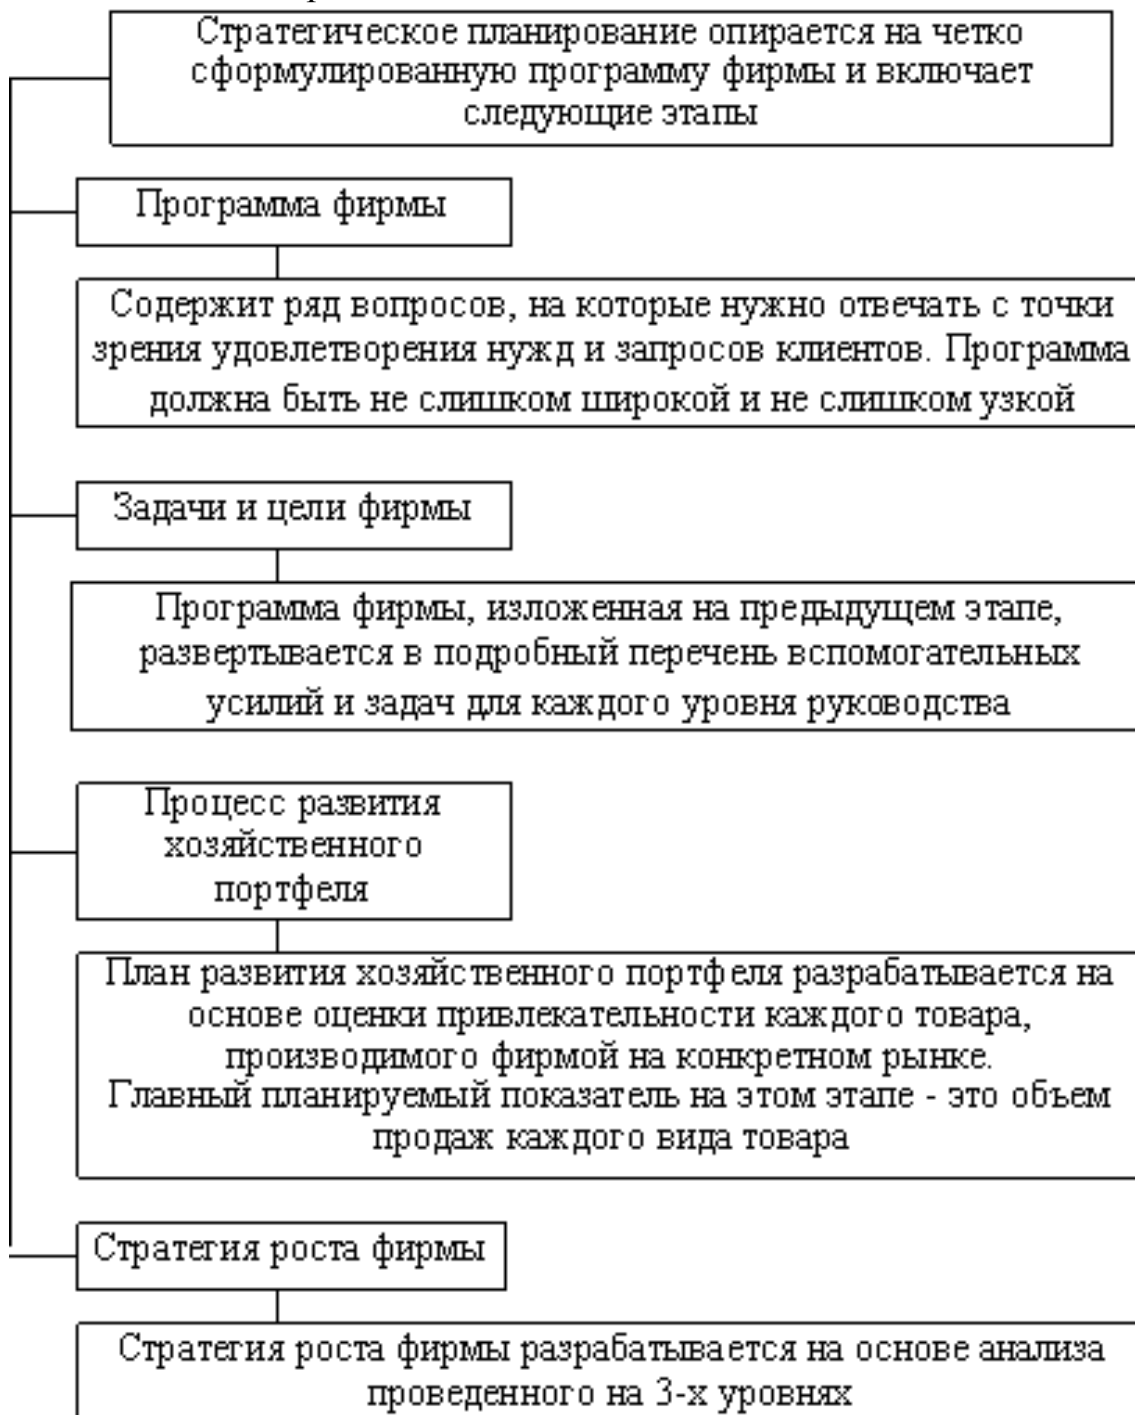 Стратегическое планирование опирается на четко
сформулированную программу фирмы и включает
следующие этапы
Программа фирмы
Содержит ряд вопросов, на которые нужно отвечать с точки
зрения удовлетворения нужд и запросов клиентов. Программа
должна быть не слишком широкой и не слишком узкой
Задачи и цели фирмы
Программа фирмы, изложенная на предыдущем этапе,
развертывается в подробный перечень вспомогательных
усилий и задач для каждого уровня руководства
Процесс развития
хозяйственного
портфеля
План развития хозяйственного портфеля разрабатывается на
основе оценки привлекательности каждого товара,
производимого фирмой на конкретном рынке.
Главный планируемый показатель на этом этапе - это объем
продаж каждого вида товара
Стратегия роста фирмы
Стратегия роста фирмы разрабатывается на основе анализа
проведенного на 3-х уровнях